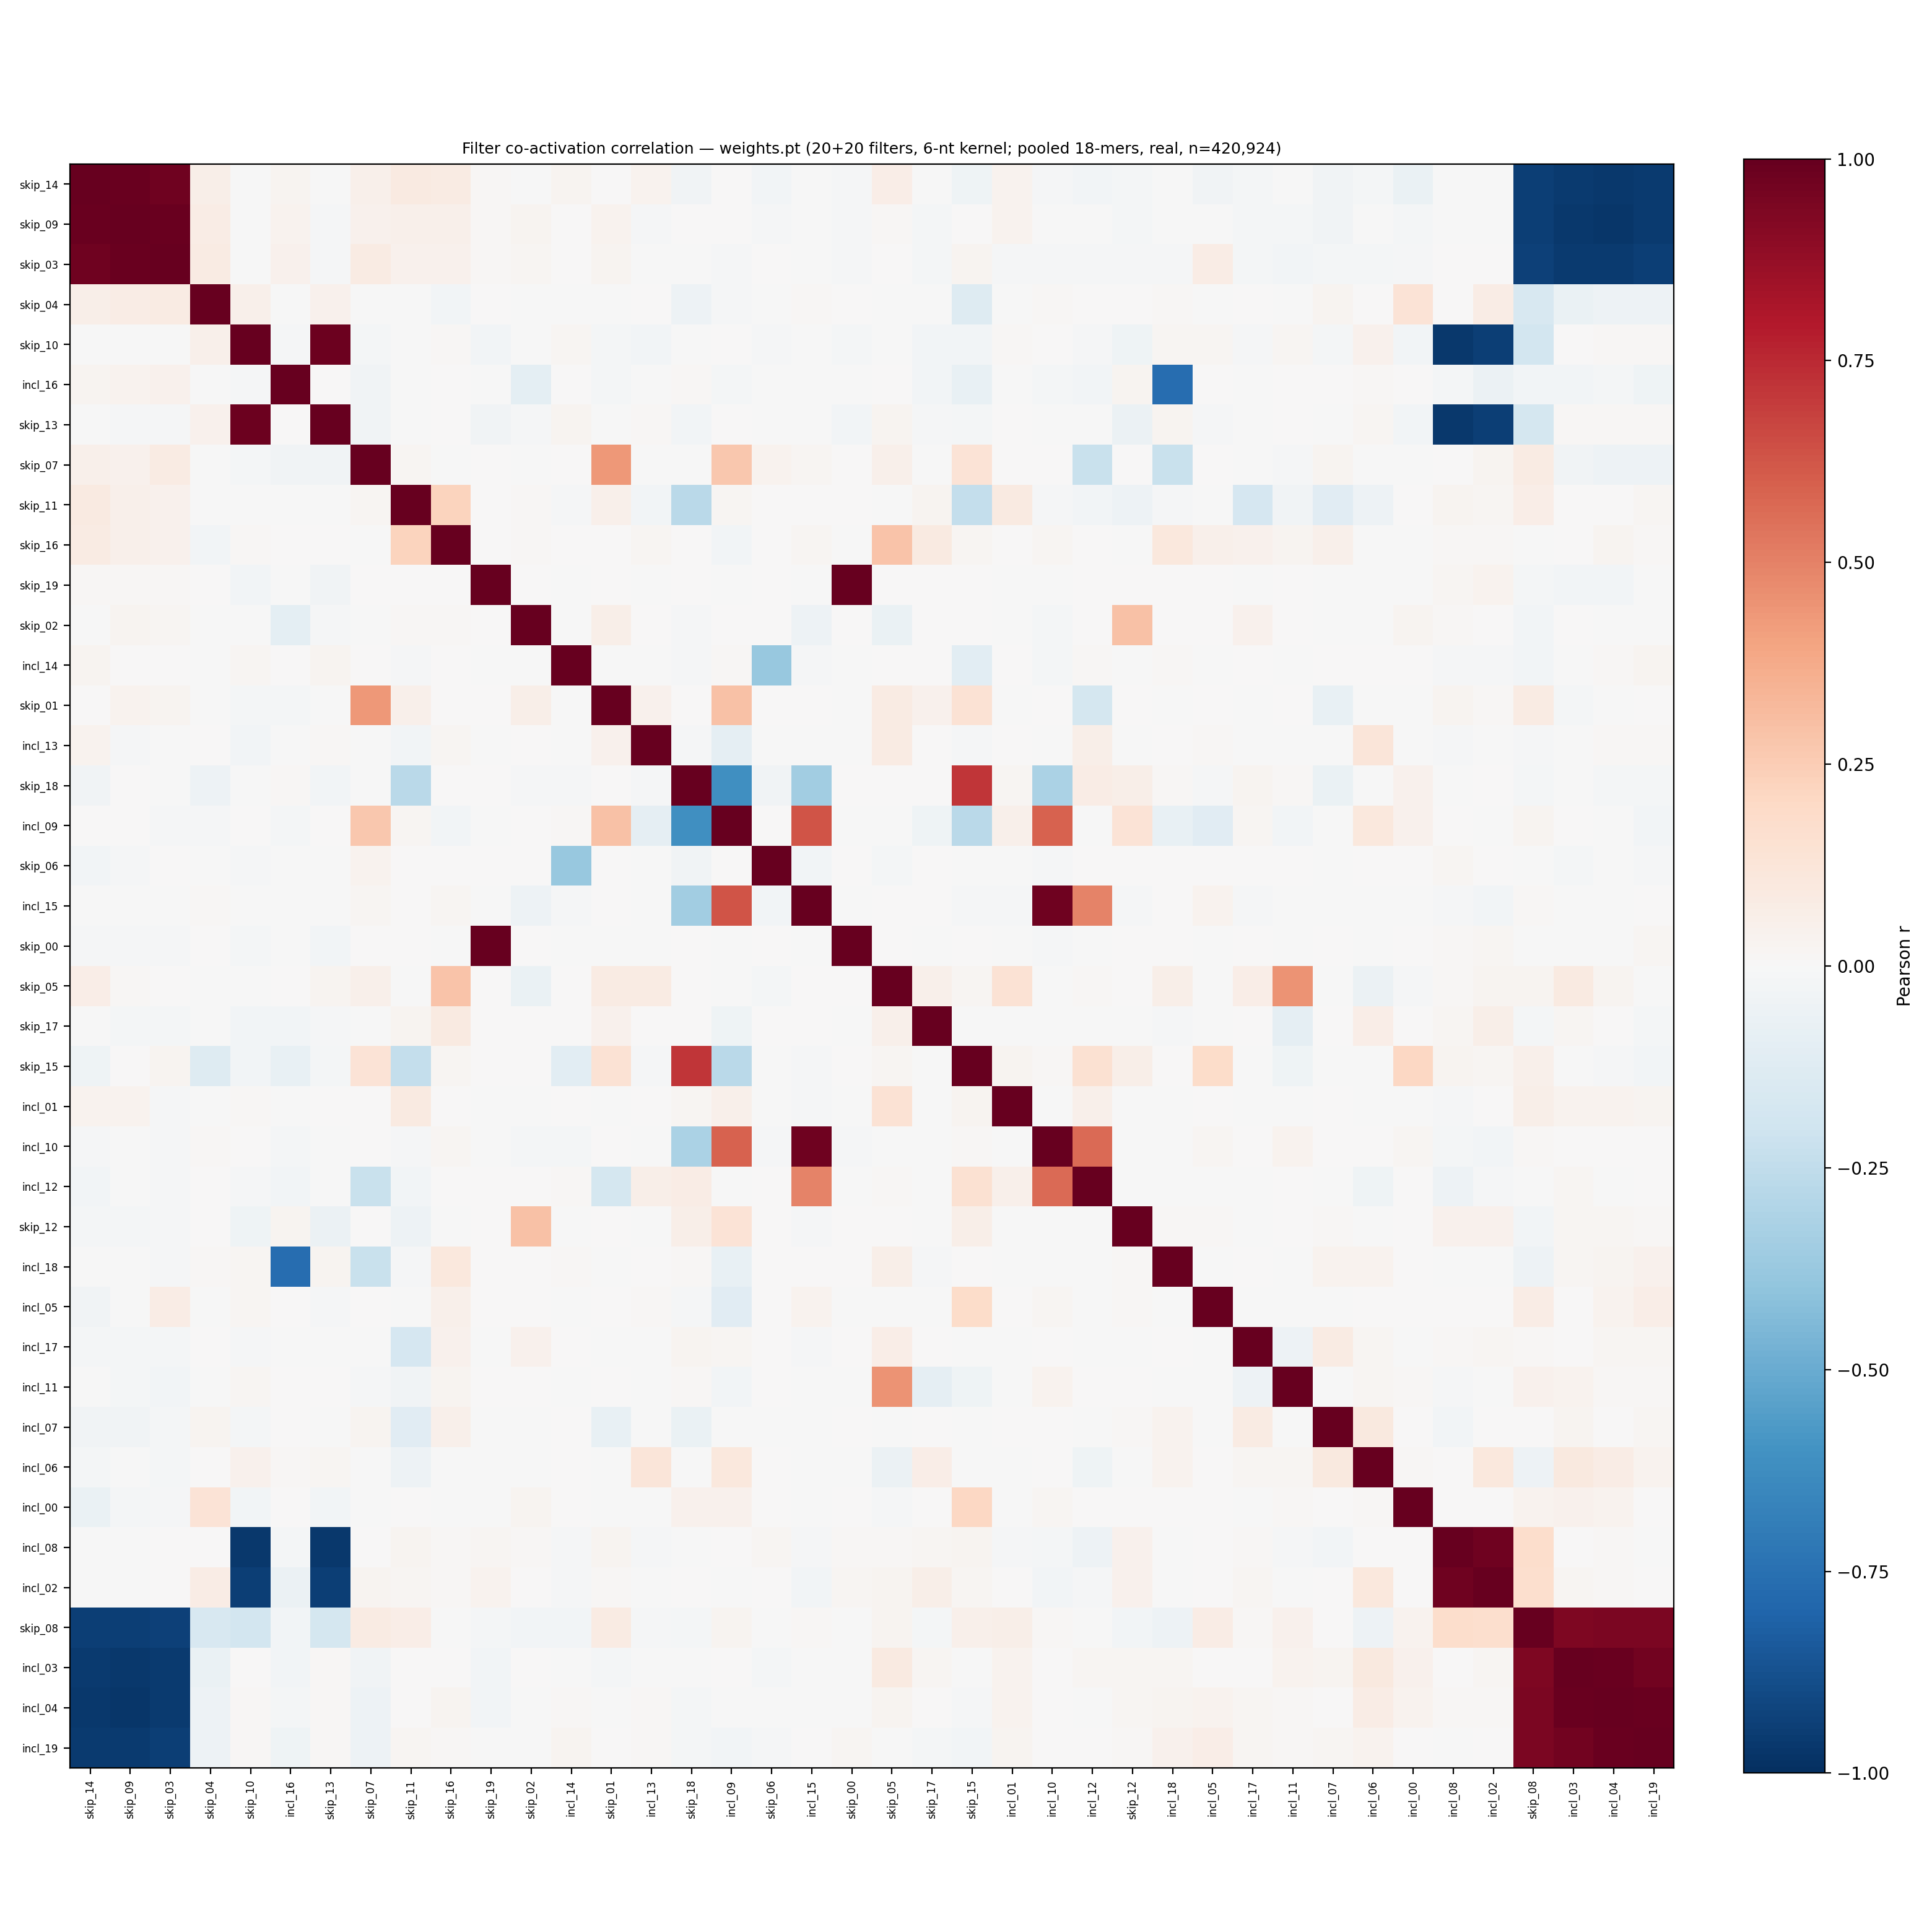 Filter co-activation correlation — weights.pt (20+20 filters, 6-nt kernel; pooled 18-mers, real, n=420,924)
skip_14
skip_09
skip_03
skip_04
skip_10
incl_16
skip_13
skip_07
skip_11
skip_16
skip_19
skip_02
incl_14
skip_01
incl_13
skip_18
incl_09
skip_06
incl_15
skip_00
skip_05
skip_17
skip_15
incl_01
incl_10
incl_12
skip_12
incl_18
incl_05
incl_17
incl_11
incl_07
incl_06
incl_00
incl_08
incl_02
skip_08
incl_03
incl_04
incl_19
skip_14
skip_09
skip_03
skip_04
skip_10
incl_16
skip_13
skip_07
skip_11
skip_16
skip_19
skip_02
incl_14
skip_01
incl_13
skip_18
incl_09
skip_06
incl_15
skip_00
skip_05
skip_17
skip_15
incl_01
incl_10
incl_12
skip_12
incl_18
incl_05
incl_17
incl_11
incl_07
incl_06
incl_00
incl_08
incl_02
skip_08
incl_03
incl_04
incl_19
1.00
0.75
0.50
0.25
0.00
−0.25
−0.50
−0.75
−1.00
Pearson r